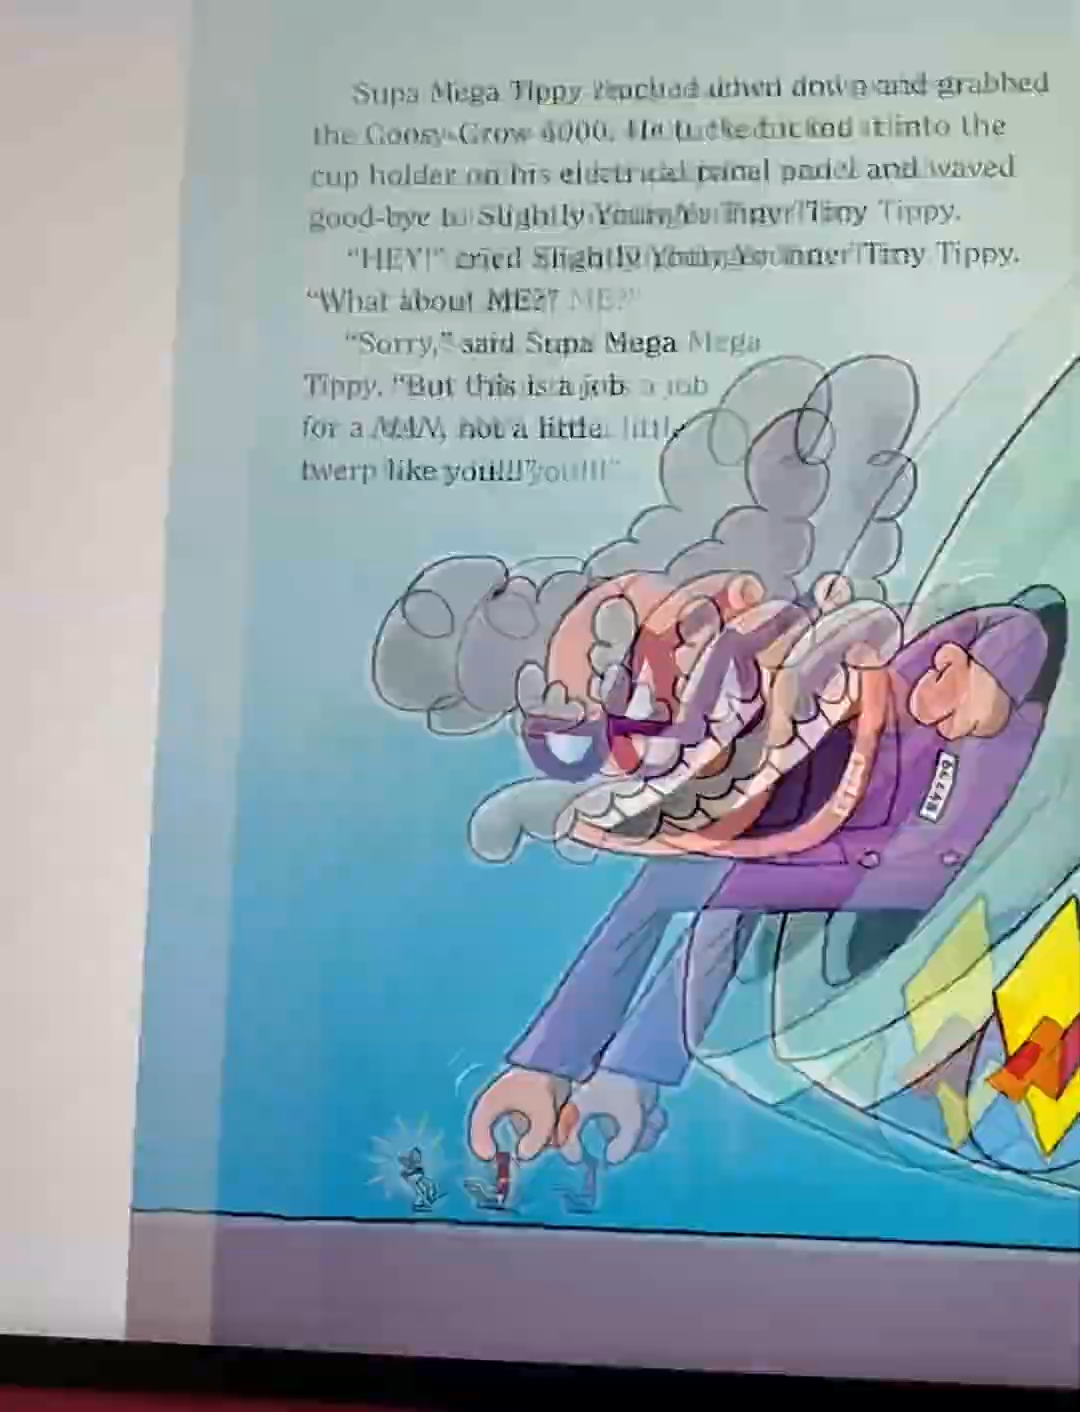 Supa Mega Tippy reached down and grabbed
the Goosy-Grow 4000. He tucked it into the
cup holder on his electrical panel and waved
good-bye to Slightly Younger Tiny Tippy.
“HEY!” cried Slightly Younger Tiny Tippy.
“What about ME?”
“Sorry,” said Supa Mega
Tippy. “But this is a job
for a MAN, not a little
twerp like you!!!”